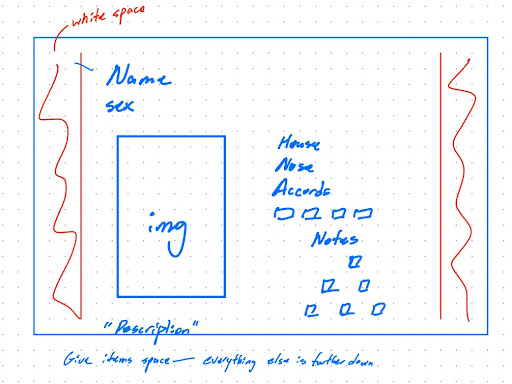 white space
Name
sex
House
Nose
Accords
img
Notes
"Description"
Give items space — everything else is further down